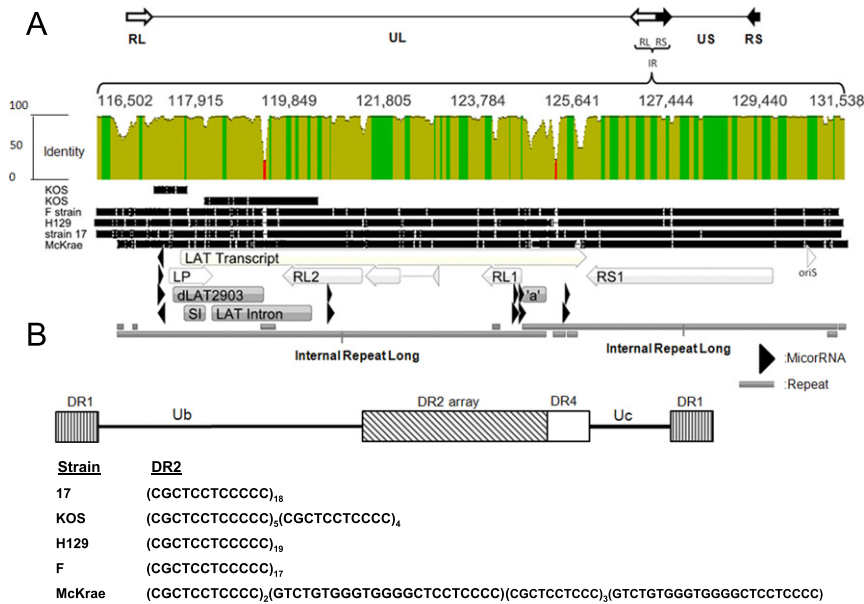 A
RL UL US RS
RL RS
IR
116,502 117,915 119,849 121,805 123,784 125,641 127,444 129,440 131,538
100
50 Identity
0
KOS
KOS
F strain
H129
strain 17
McKrae
LAT Transcript
LP RL2 RL1 RS1 oriS
dLAT2903 'a'
SI LAT Intron
B
Internal Repeat Long Internal Repeat Long
:MicorRNA
:Repeat
DR1 Ub DR2 array DR4 Uc DR1
Strain DR2
17 (CGCTCCTCCCCC)18
KOS (CGCTCCTCCCCC)5(CGCTCCTCCCC)4
H129 (CGCTCCTCCCCC)19
F (CGCTCCTCCCCC)17
McKrae (CGCTCCTCCCC)2(GTCTGTGGGTGGGGCTCCTCCCC)(CGCTCCTCCC)3(GTCTGTGGGTGGGGCTCCTCCCC)